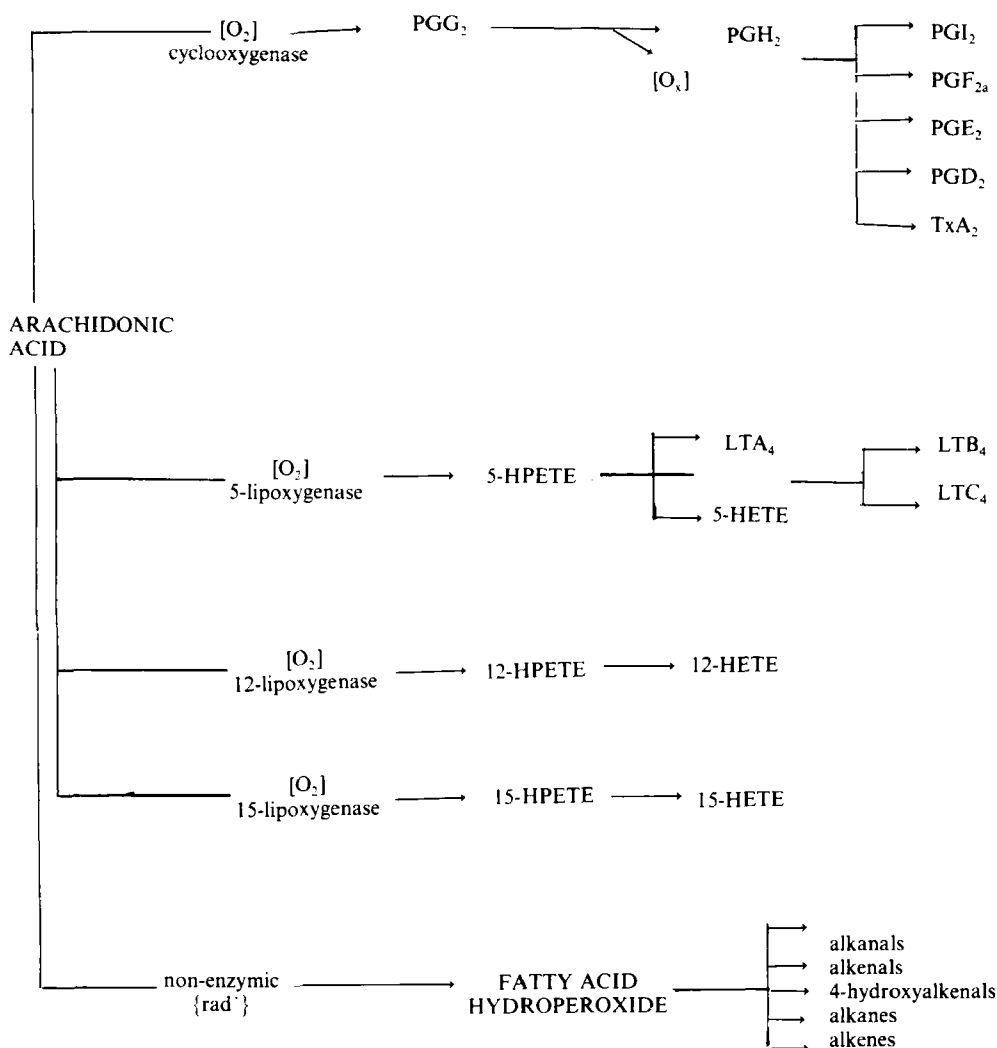 [O₂]
cyclooxygenase
PGG₂
[Oₓ]
PGH₂
PGI₂
PGF₂ₐ
PGE₂
PGD₂
TxA₂
ARACHIDONIC
ACID
[O₂]
5-lipoxygenase
5-HPETE
LTA₄
5-HETE
LTB₄
LTC₄
[O₂]
12-lipoxygenase
12-HPETE
12-HETE
[O₂]
15-lipoxygenase
15-HPETE
15-HETE
non-enzymic
{rad˙}
FATTY ACID
HYDROPEROXIDE
alkanals
alkenals
4-hydroxyalkenals
alkanes
alkenes